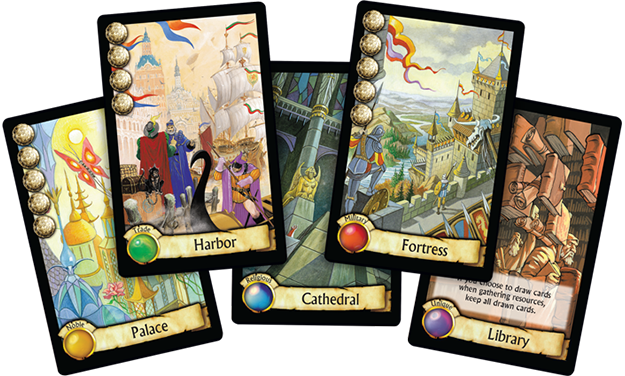 Noble
Palace
Trade
Harbor
Religious
Cathedral
Military
Fortress
If you choose to draw cards
when gathering resources,
keep all drawn cards.
Unique
Library